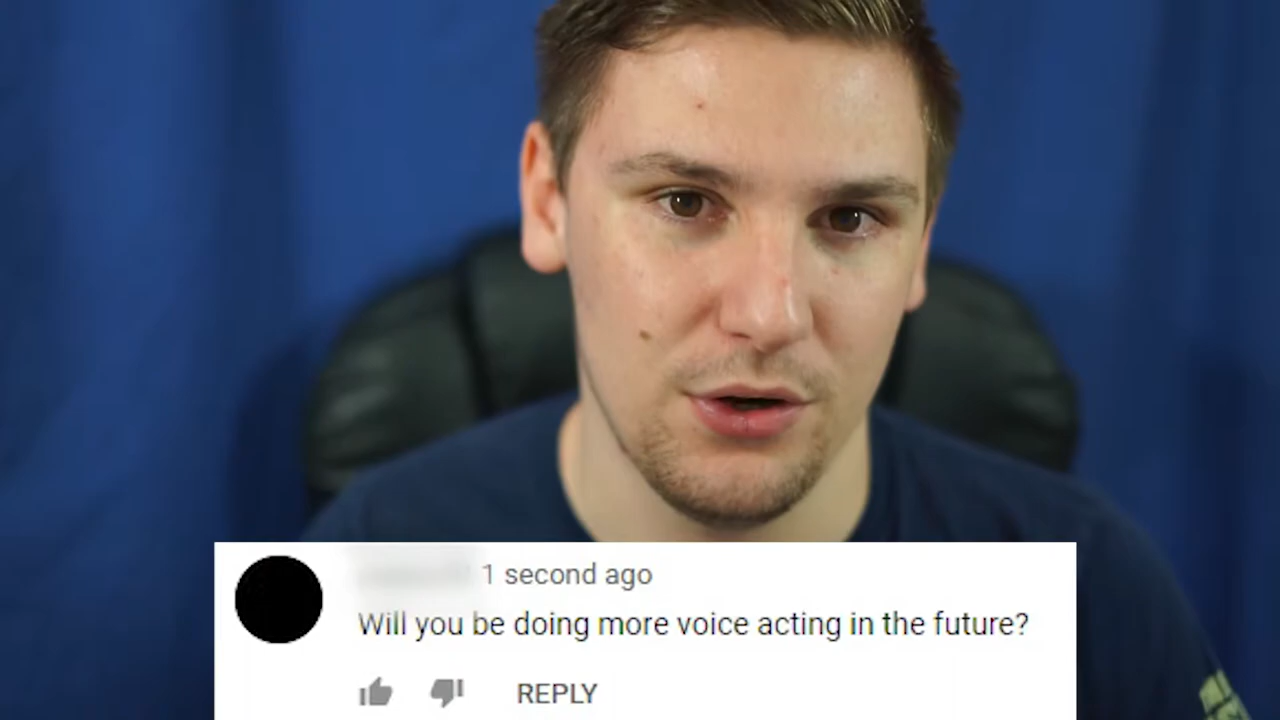 1 second ago
Will you be doing more voice acting in the future?
REPLY